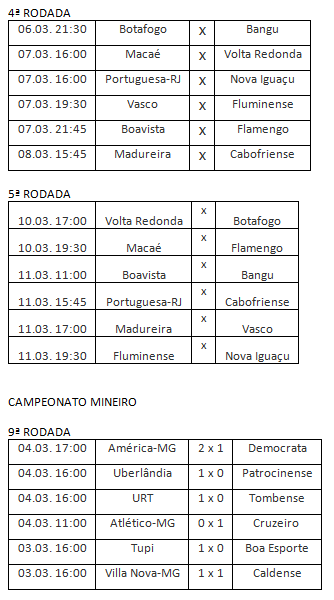 4ª RODADA
06.03. 21:30 Botafogo X Bangu
07.03. 16:00 Macaé X Volta Redonda
07.03. 16:00 Portuguesa-RJ X Nova Iguaçu
07.03. 19:30 Vasco X Fluminense
07.03. 21:45 Boavista X Flamengo
08.03. 15:45 Madureira X Cabofriense
5ª RODADA
10.03. 17:00 Volta Redonda x Botafogo
10.03. 19:30 Macaé x Flamengo
11.03. 11:00 Boavista x Bangu
11.03. 15:45 Portuguesa-RJ x Cabofriense
11.03. 17:00 Madureira x Vasco
11.03. 19:30 Fluminense x Nova Iguaçu
CAMPEONATO MINEIRO
9ª RODADA
04.03. 17:00 América-MG 2 x 1 Democrata
04.03. 16:00 Uberlândia 1 x 0 Patrocinense
04.03. 16:00 URT 1 x 0 Tombense
04.03. 11:00 Atlético-MG 0 x 1 Cruzeiro
03.03. 16:00 Tupi 1 x 0 Boa Esporte
03.03. 16:00 Villa Nova-MG 1 x 1 Caldense